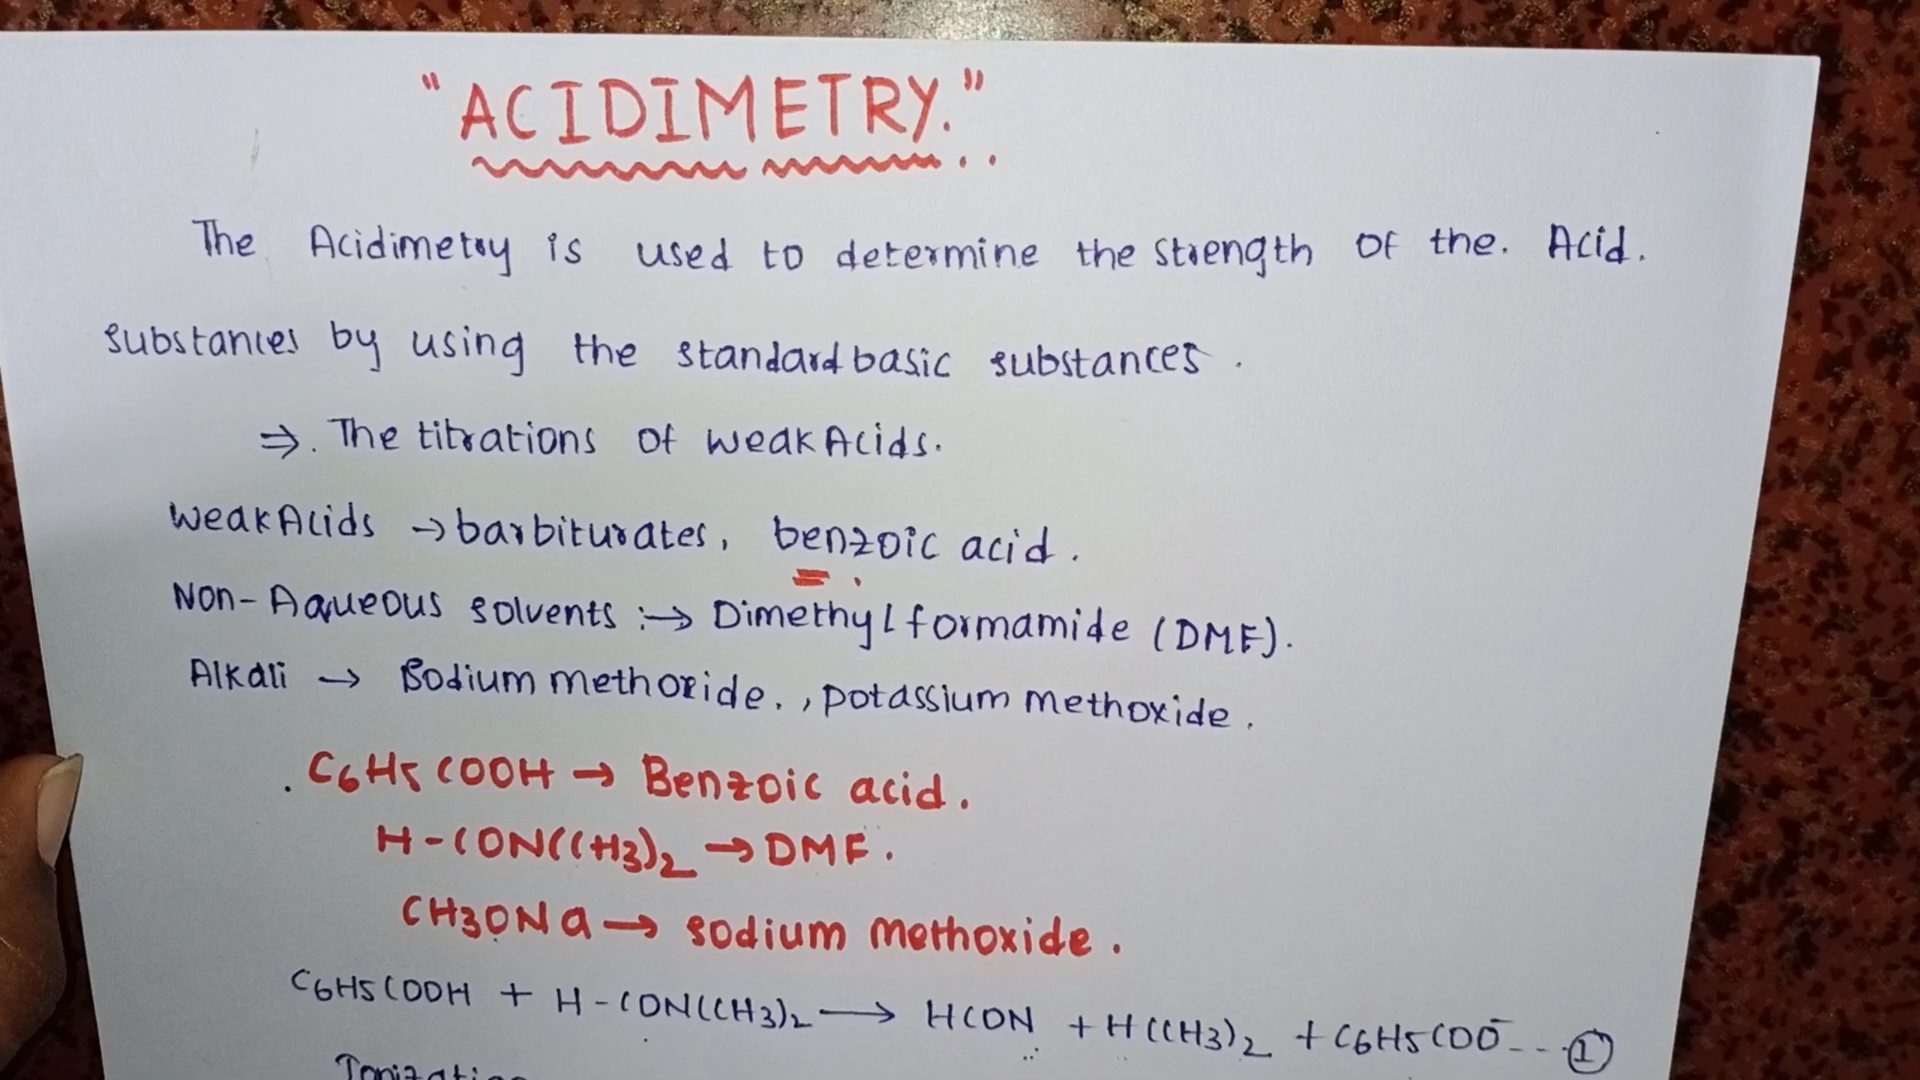 "ACIDIMETRY."
The Acidimetry is used to determine the strength of the. Acid.
substances by using the standard basic substances.
⇒. The titrations of weak Acids.
Weak Acids → barbiturates, benzoic acid.
Non-Aqueous solvents :→ Dimethyl formamide (DMF).
Alkali → Sodium methoxide., potassium methoxide.
. C6H5COOH → Benzoic acid.
H-CON(CH3)2 → DMF.
CH3ONa → sodium methoxide.
C6H5COOH + H-CON(CH3)2 → HCON + H(CH3)2 + C6H5COO⁻ --- ①
Ionization